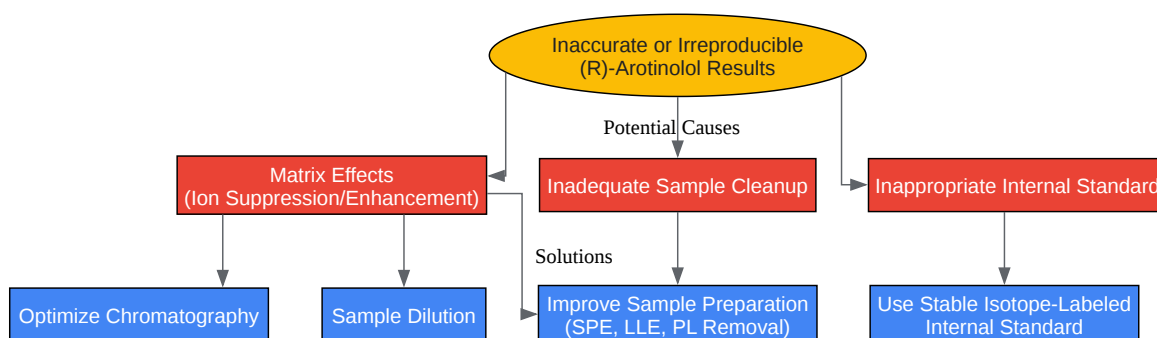 Inaccurate or Irreproducible
(R)-Arotinolol Results
Potential Causes
Matrix Effects
(Ion Suppression/Enhancement)
Inadequate Sample Cleanup
Inappropriate Internal Standard
Solutions
Optimize Chromatography
Sample Dilution
Improve Sample Preparation
(SPE, LLE, PL Removal)
Use Stable Isotope-Labeled
Internal Standard